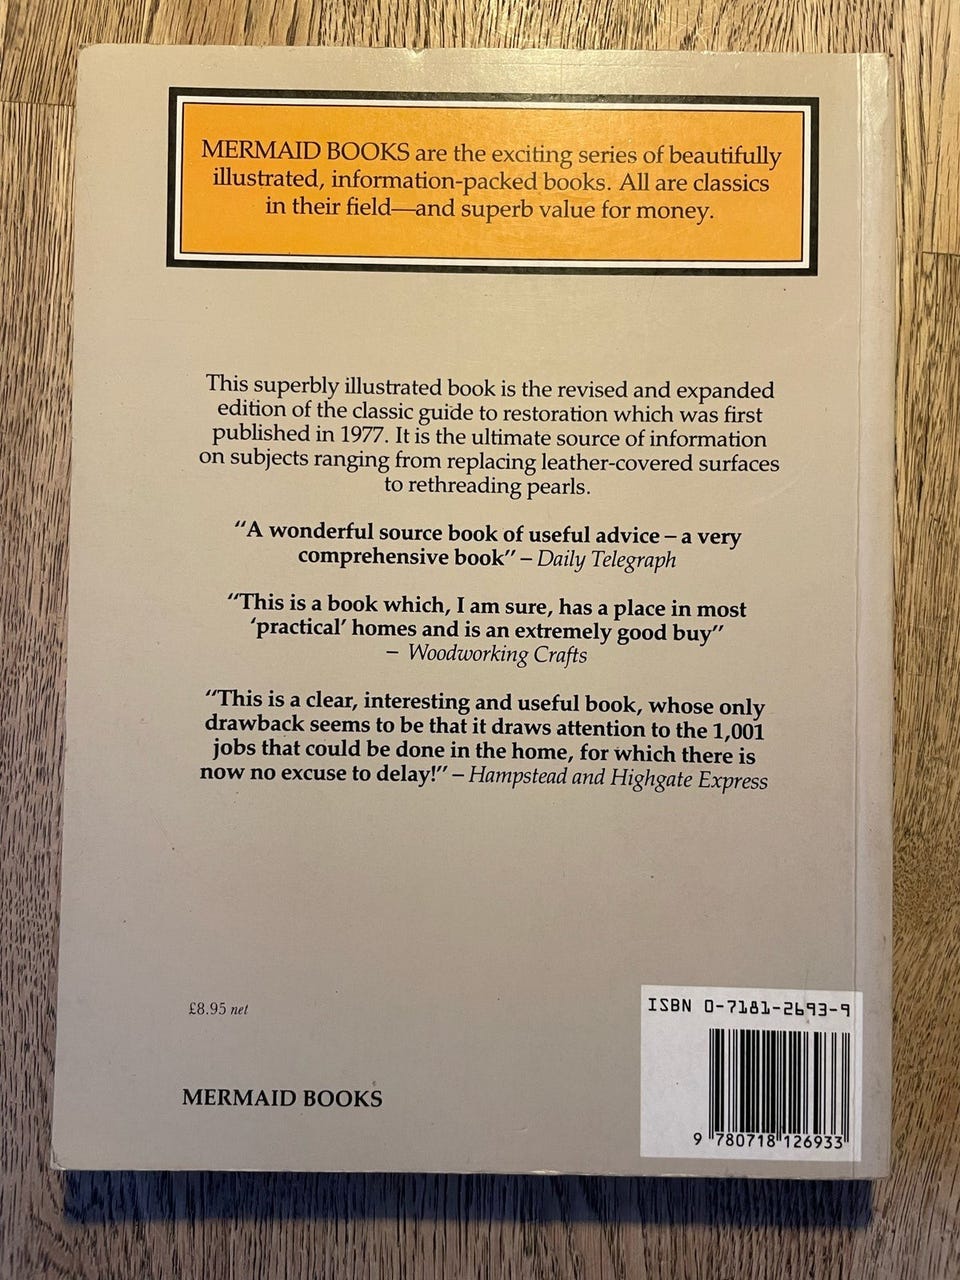 MERMAID BOOKS are the exciting series of beautifully
illustrated, information-packed books. All are classics
in their field—and superb value for money.
This superbly illustrated book is the revised and expanded
edition of the classic guide to restoration which was first
published in 1977. It is the ultimate source of information
on subjects ranging from replacing leather-covered surfaces
to rethreading pearls.
"A wonderful source book of useful advice – a very
comprehensive book" – Daily Telegraph
"This is a book which, I am sure, has a place in most
'practical' homes and is an extremely good buy"
– Woodworking Crafts
"This is a clear, interesting and useful book, whose only
drawback seems to be that it draws attention to the 1,001
jobs that could be done in the home, for which there is
now no excuse to delay!" – Hampstead and Highgate Express
£8.95 net
MERMAID BOOKS
ISBN 0-7181-2693-9
9 780718 126933